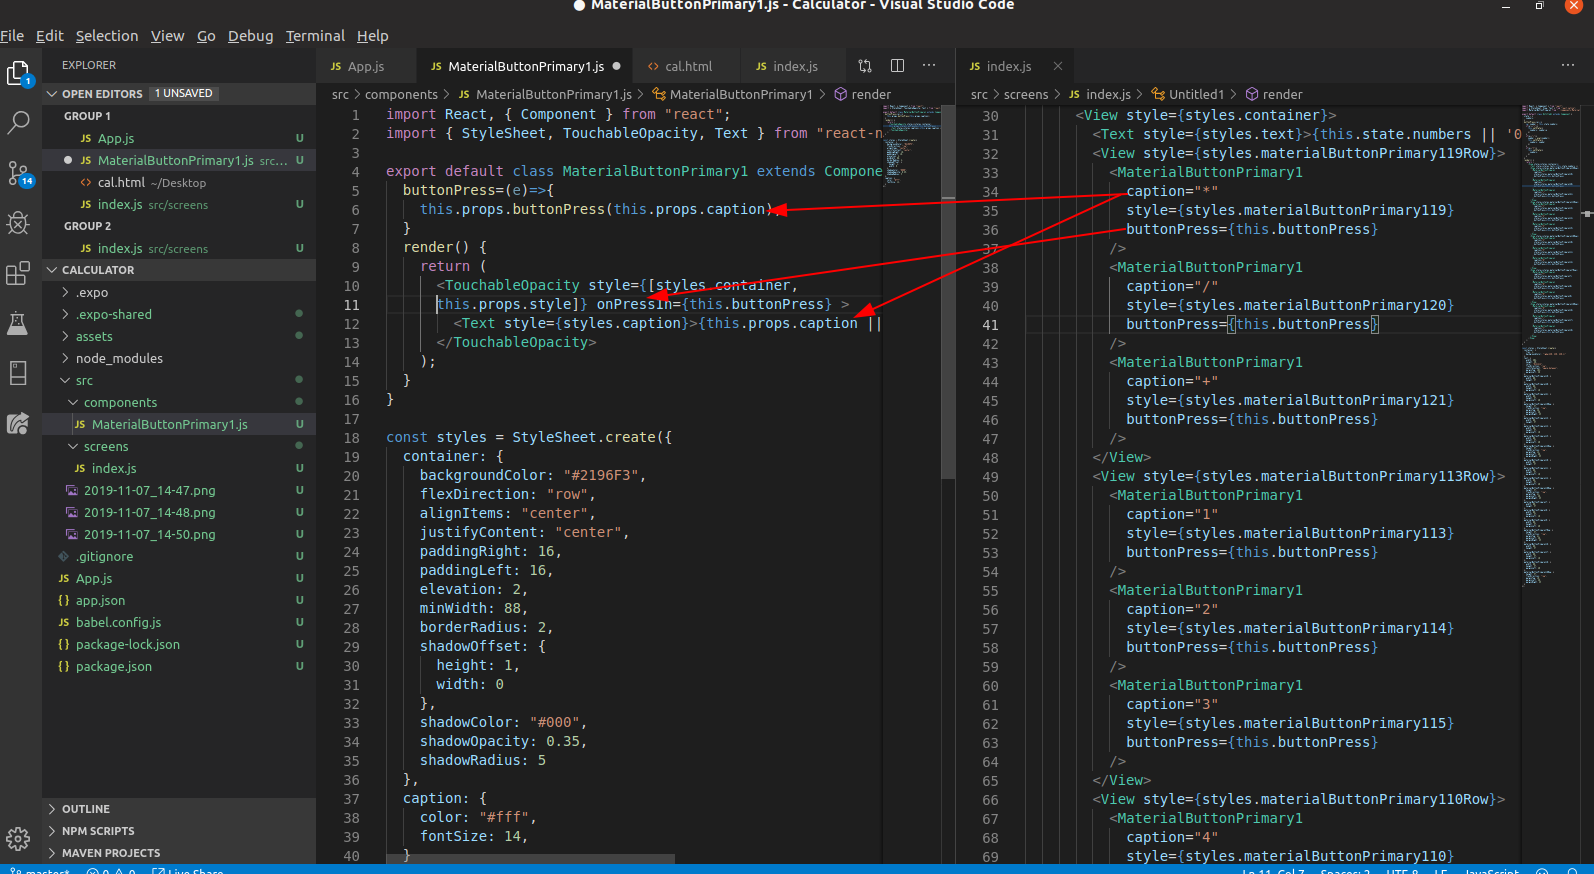 MaterialButtonPrimary1.js - Calculator - Visual Studio Code
File Edit Selection View Go Debug Terminal Help
EXPLORER
OPEN EDITORS 1 UNSAVED
GROUP 1
JS App.js U
JS MaterialButtonPrimary1.js src... U
<> cal.html ~/Desktop
JS index.js src/screens U
GROUP 2
JS index.js src/screens U
CALCULATOR
.expo
.expo-shared
assets
node_modules
src
components
JS MaterialButtonPrimary1.js U
screens
JS index.js U
2019-11-07_14-47.png U
2019-11-07_14-48.png U
2019-11-07_14-50.png U
.gitignore U
JS App.js U
{} app.json U
JS babel.config.js U
{} package-lock.json U
{} package.json U
OUTLINE
NPM SCRIPTS
MAVEN PROJECTS
1
14
JS App.js
JS MaterialButtonPrimary1.js
<> cal.html
JS index.js
src > components > JS MaterialButtonPrimary1.js > MaterialButtonPrimary1 > render
1 import React, { Component } from "react";
2 import { StyleSheet, TouchableOpacity, Text } from "react-n
3
4 export default class MaterialButtonPrimary1 extends Compone
5 buttonPress=(e)=>{
6 this.props.buttonPress(this.props.caption)
7 }
8 render() {
9 return (
10 <TouchableOpacity style={[styles.container,
11 this.props.style]} onPressIn={this.buttonPress} >
12 <Text style={styles.caption}>{this.props.caption ||
13 </TouchableOpacity>
14 );
15 }
16 }
17
18 const styles = StyleSheet.create({
19 container: {
20 backgroundColor: "#2196F3",
21 flexDirection: "row",
22 alignItems: "center",
23 justifyContent: "center",
24 paddingRight: 16,
25 paddingLeft: 16,
26 elevation: 2,
27 minWidth: 88,
28 borderRadius: 2,
29 shadowOffset: {
30 height: 1,
31 width: 0
32 },
33 shadowColor: "#000",
34 shadowOpacity: 0.35,
35 shadowRadius: 5
36 },
37 caption: {
38 color: "#fff",
39 fontSize: 14,
40 }
JS index.js
src > screens > JS index.js > Untitled1 > render
30 <View style={styles.container}>
31 <Text style={styles.text}>{this.state.numbers || '0
32 <View style={styles.materialButtonPrimary119Row}>
33 <MaterialButtonPrimary1
34 caption="*"
35 style={styles.materialButtonPrimary119}
36 buttonPress={this.buttonPress}
37 />
38 <MaterialButtonPrimary1
39 caption="/"
40 style={styles.materialButtonPrimary120}
41 buttonPress={this.buttonPress}
42 />
43 <MaterialButtonPrimary1
44 caption="+"
45 style={styles.materialButtonPrimary121}
46 buttonPress={this.buttonPress}
47 />
48 </View>
49 <View style={styles.materialButtonPrimary113Row}>
50 <MaterialButtonPrimary1
51 caption="1"
52 style={styles.materialButtonPrimary113}
53 buttonPress={this.buttonPress}
54 />
55 <MaterialButtonPrimary1
56 caption="2"
57 style={styles.materialButtonPrimary114}
58 buttonPress={this.buttonPress}
59 />
60 <MaterialButtonPrimary1
61 caption="3"
62 style={styles.materialButtonPrimary115}
63 buttonPress={this.buttonPress}
64 />
65 </View>
66 <View style={styles.materialButtonPrimary110Row}>
67 <MaterialButtonPrimary1
68 caption="4"
69 style={styles.materialButtonPrimary110}
master* 0 0 Live Share Ln 11, Col 7 Spaces: 2 UTF-8 LF JavaScript